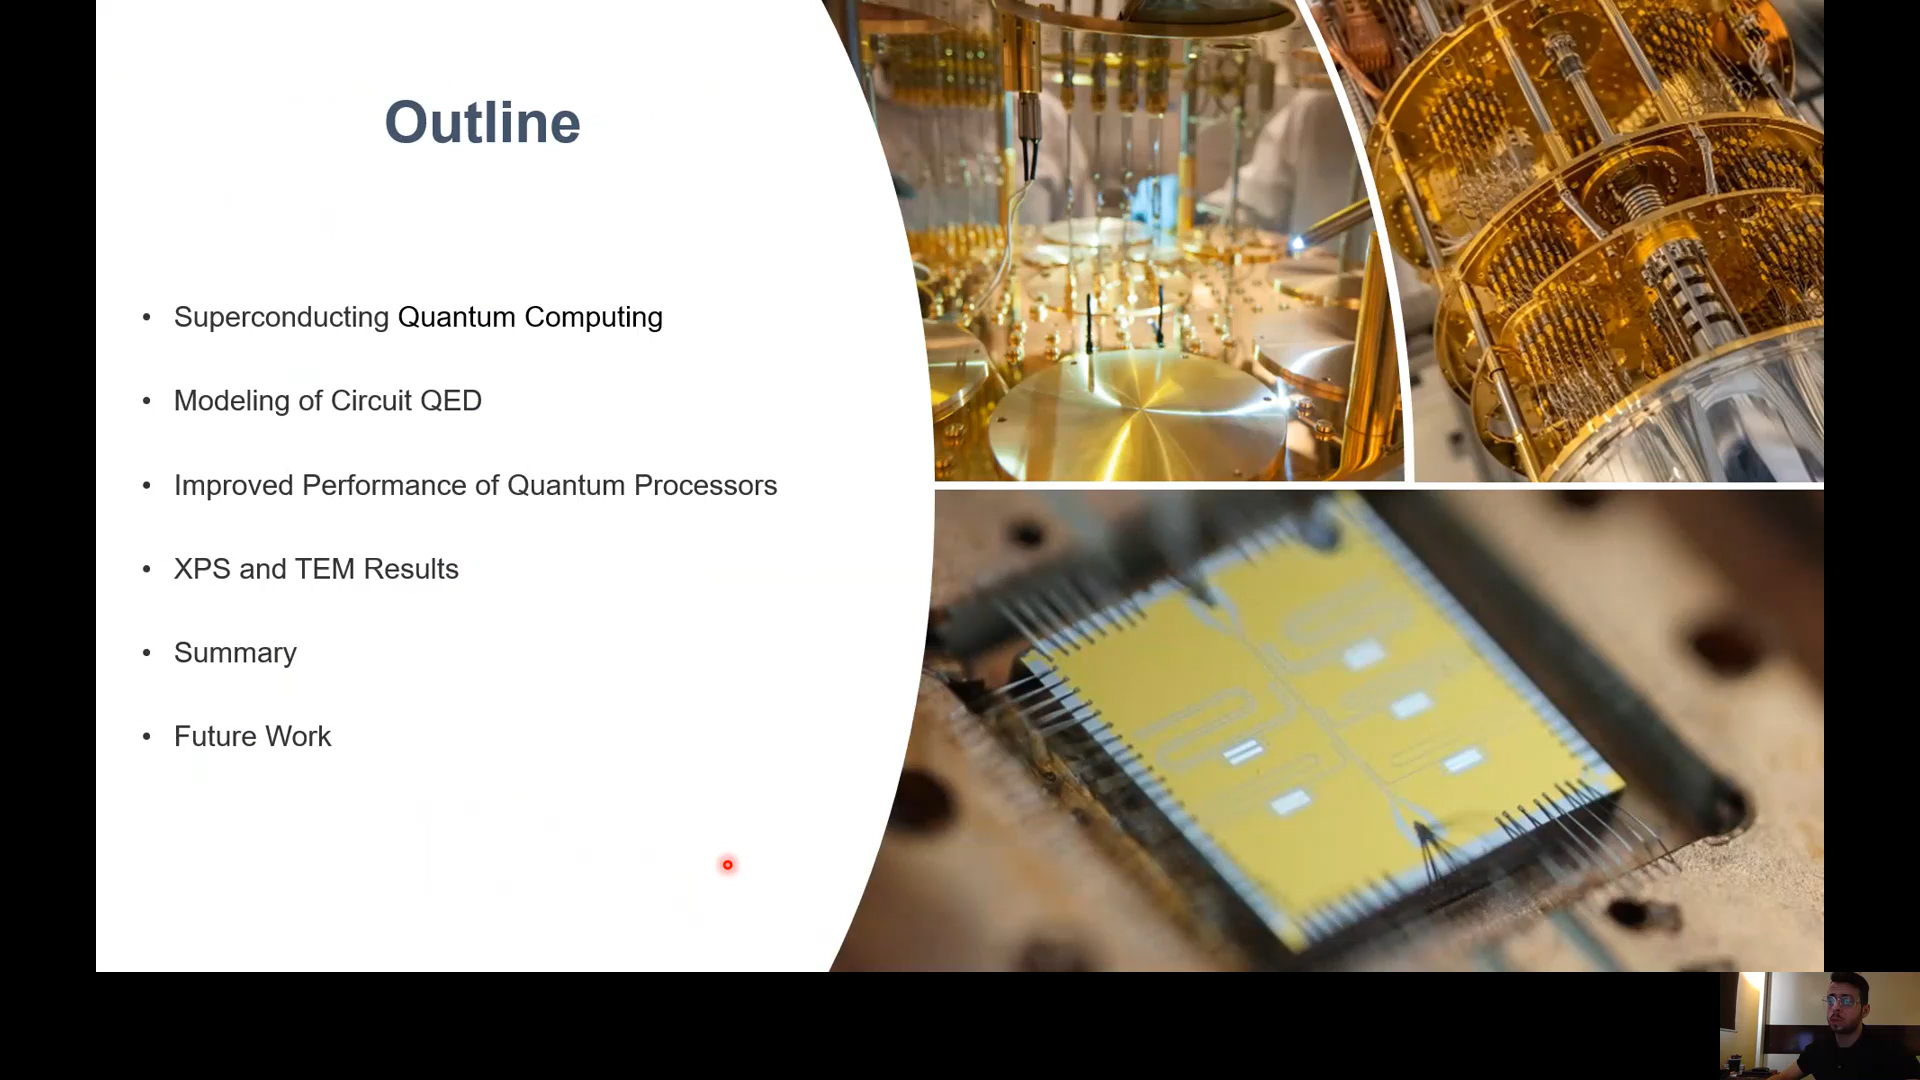 Outline
• Superconducting Quantum Computing
• Modeling of Circuit QED
• Improved Performance of Quantum Processors
• XPS and TEM Results
• Summary
• Future Work